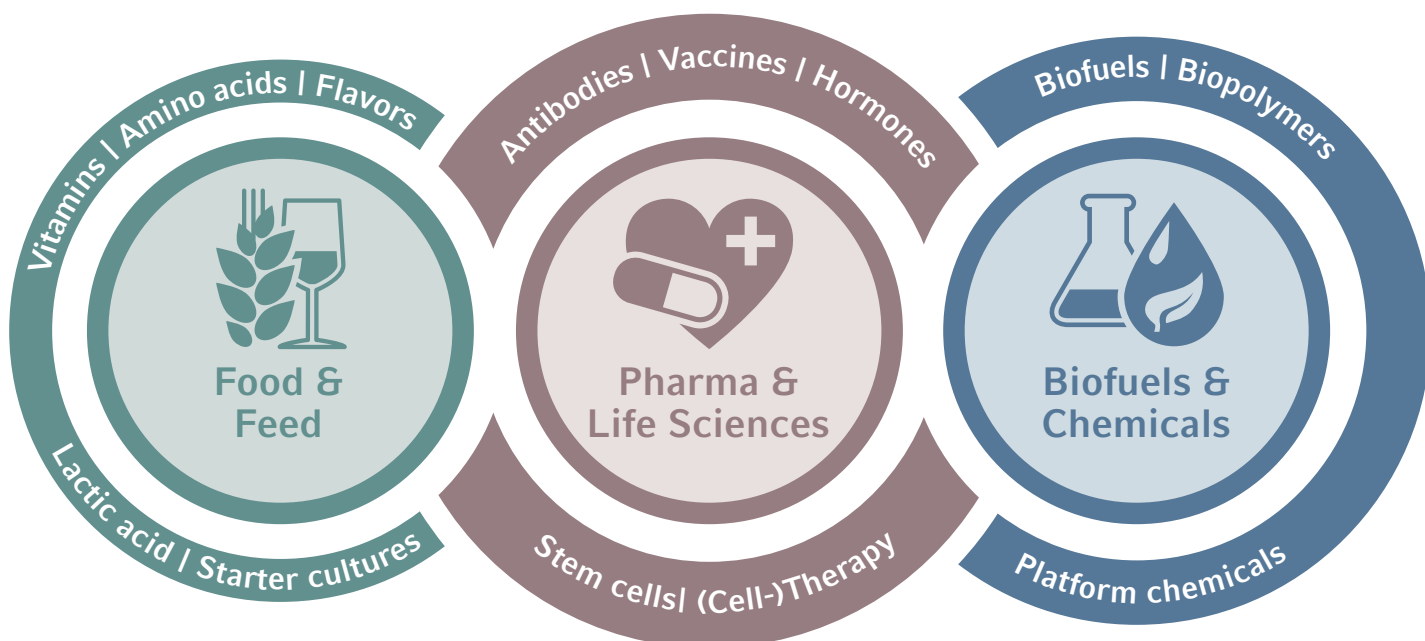 Vitamins | Amino acids | Flavors
Food &
Feed
Lactic acid | Starter cultures
Antibodies | Vaccines | Hormones
Pharma &
Life Sciences
Stem cells| (Cell-)Therapy
Biofuels | Biopolymers
Biofuels &
Chemicals
Platform chemicals